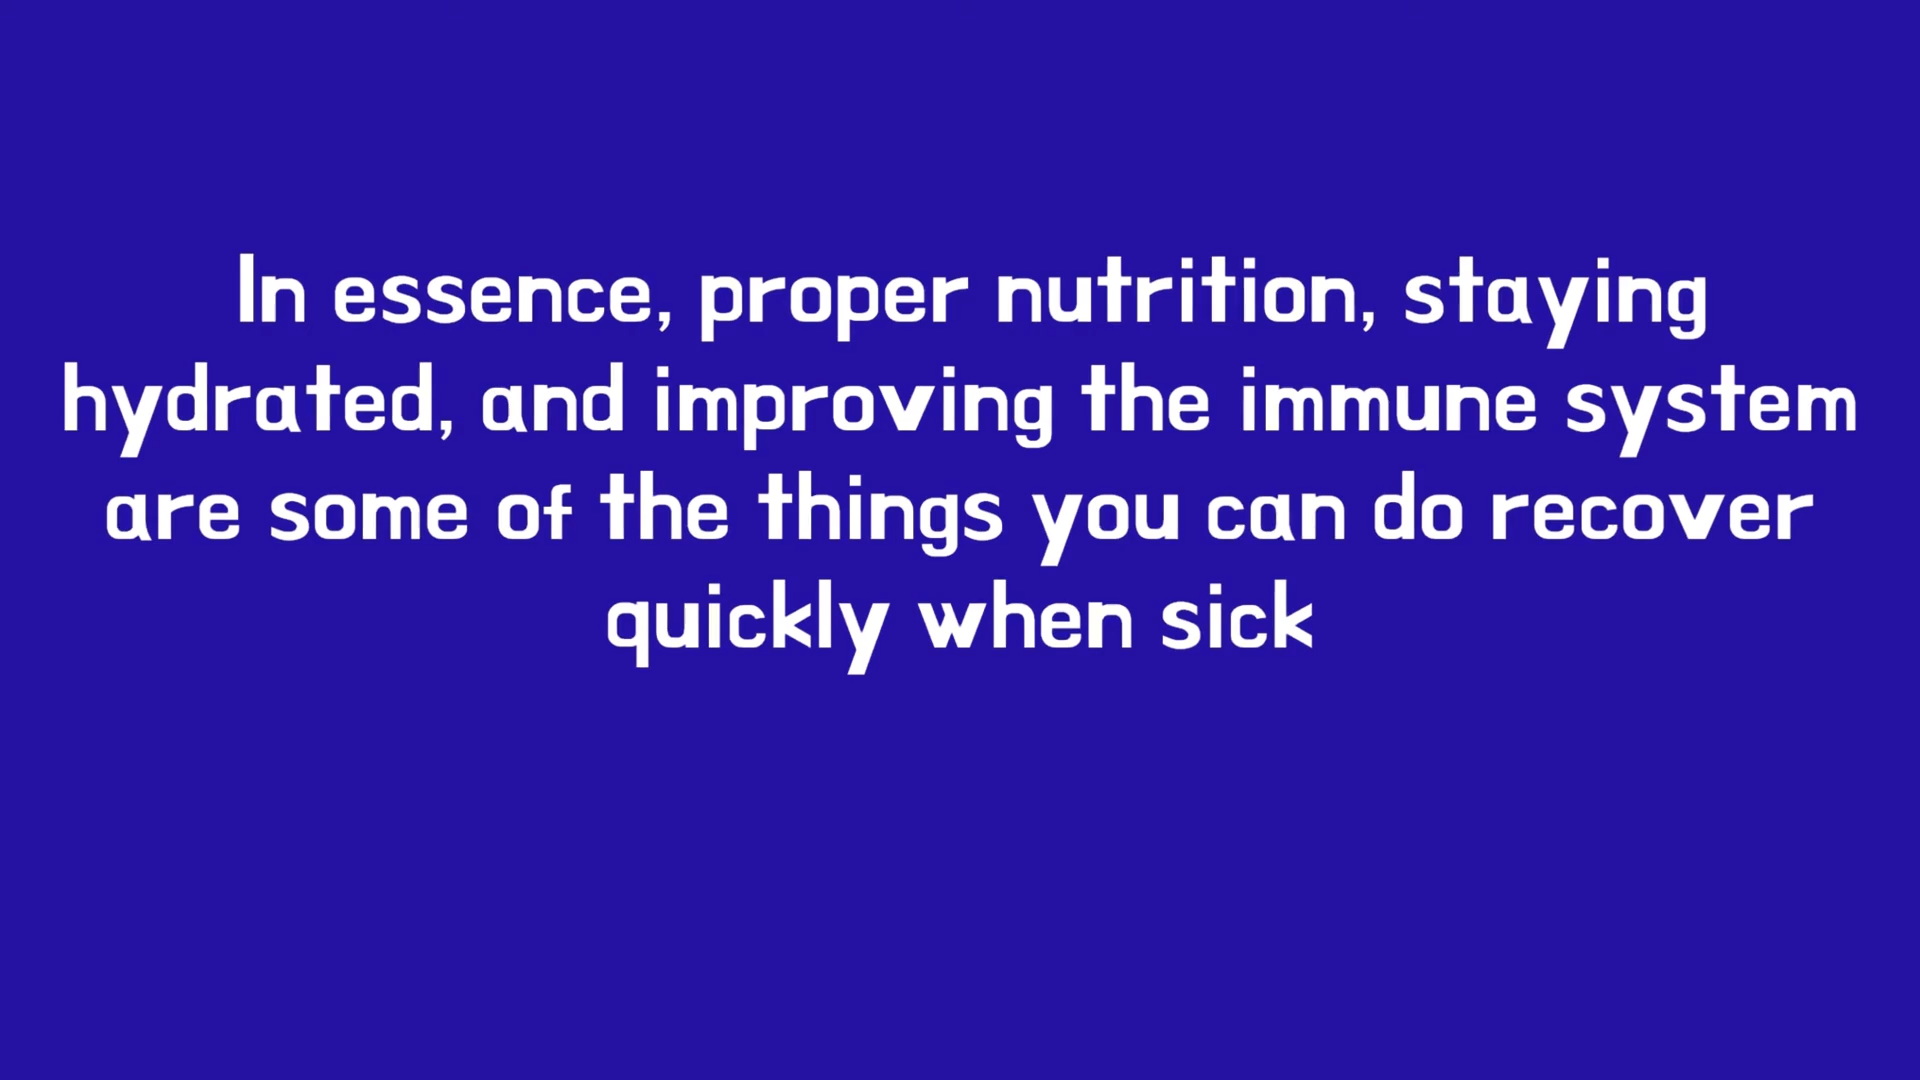 In essence, proper nutrition, staying
hydrated, and improving the immune system
are some of the things you can do recover
quickly when sick